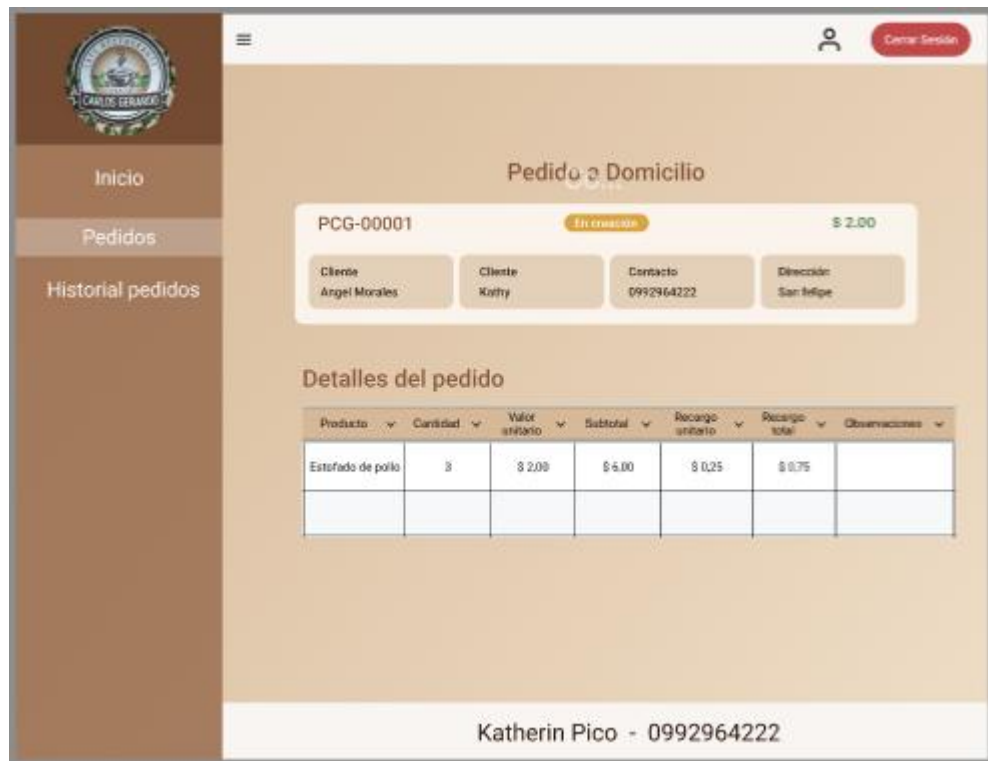 CAFE RESTAURANTE
CARLOS GERARDO
Cerrar Sesión
Inicio
Pedidos
Historial pedidos
Pedido a Domicilio
PCG-00001
En creación
$ 2.00
Cliente
Angel Morales
Cliente
Kathy
Contacto
0992964222
Dirección
San felipe
Detalles del pedido
Producto Cantidad Valor unitario Subtotal Recargo unitario Recargo total Observaciones
Estofado de pollo 3 $ 2,00 $ 6.00 $ 0,25 $ 0.75
Katherin Pico - 0992964222